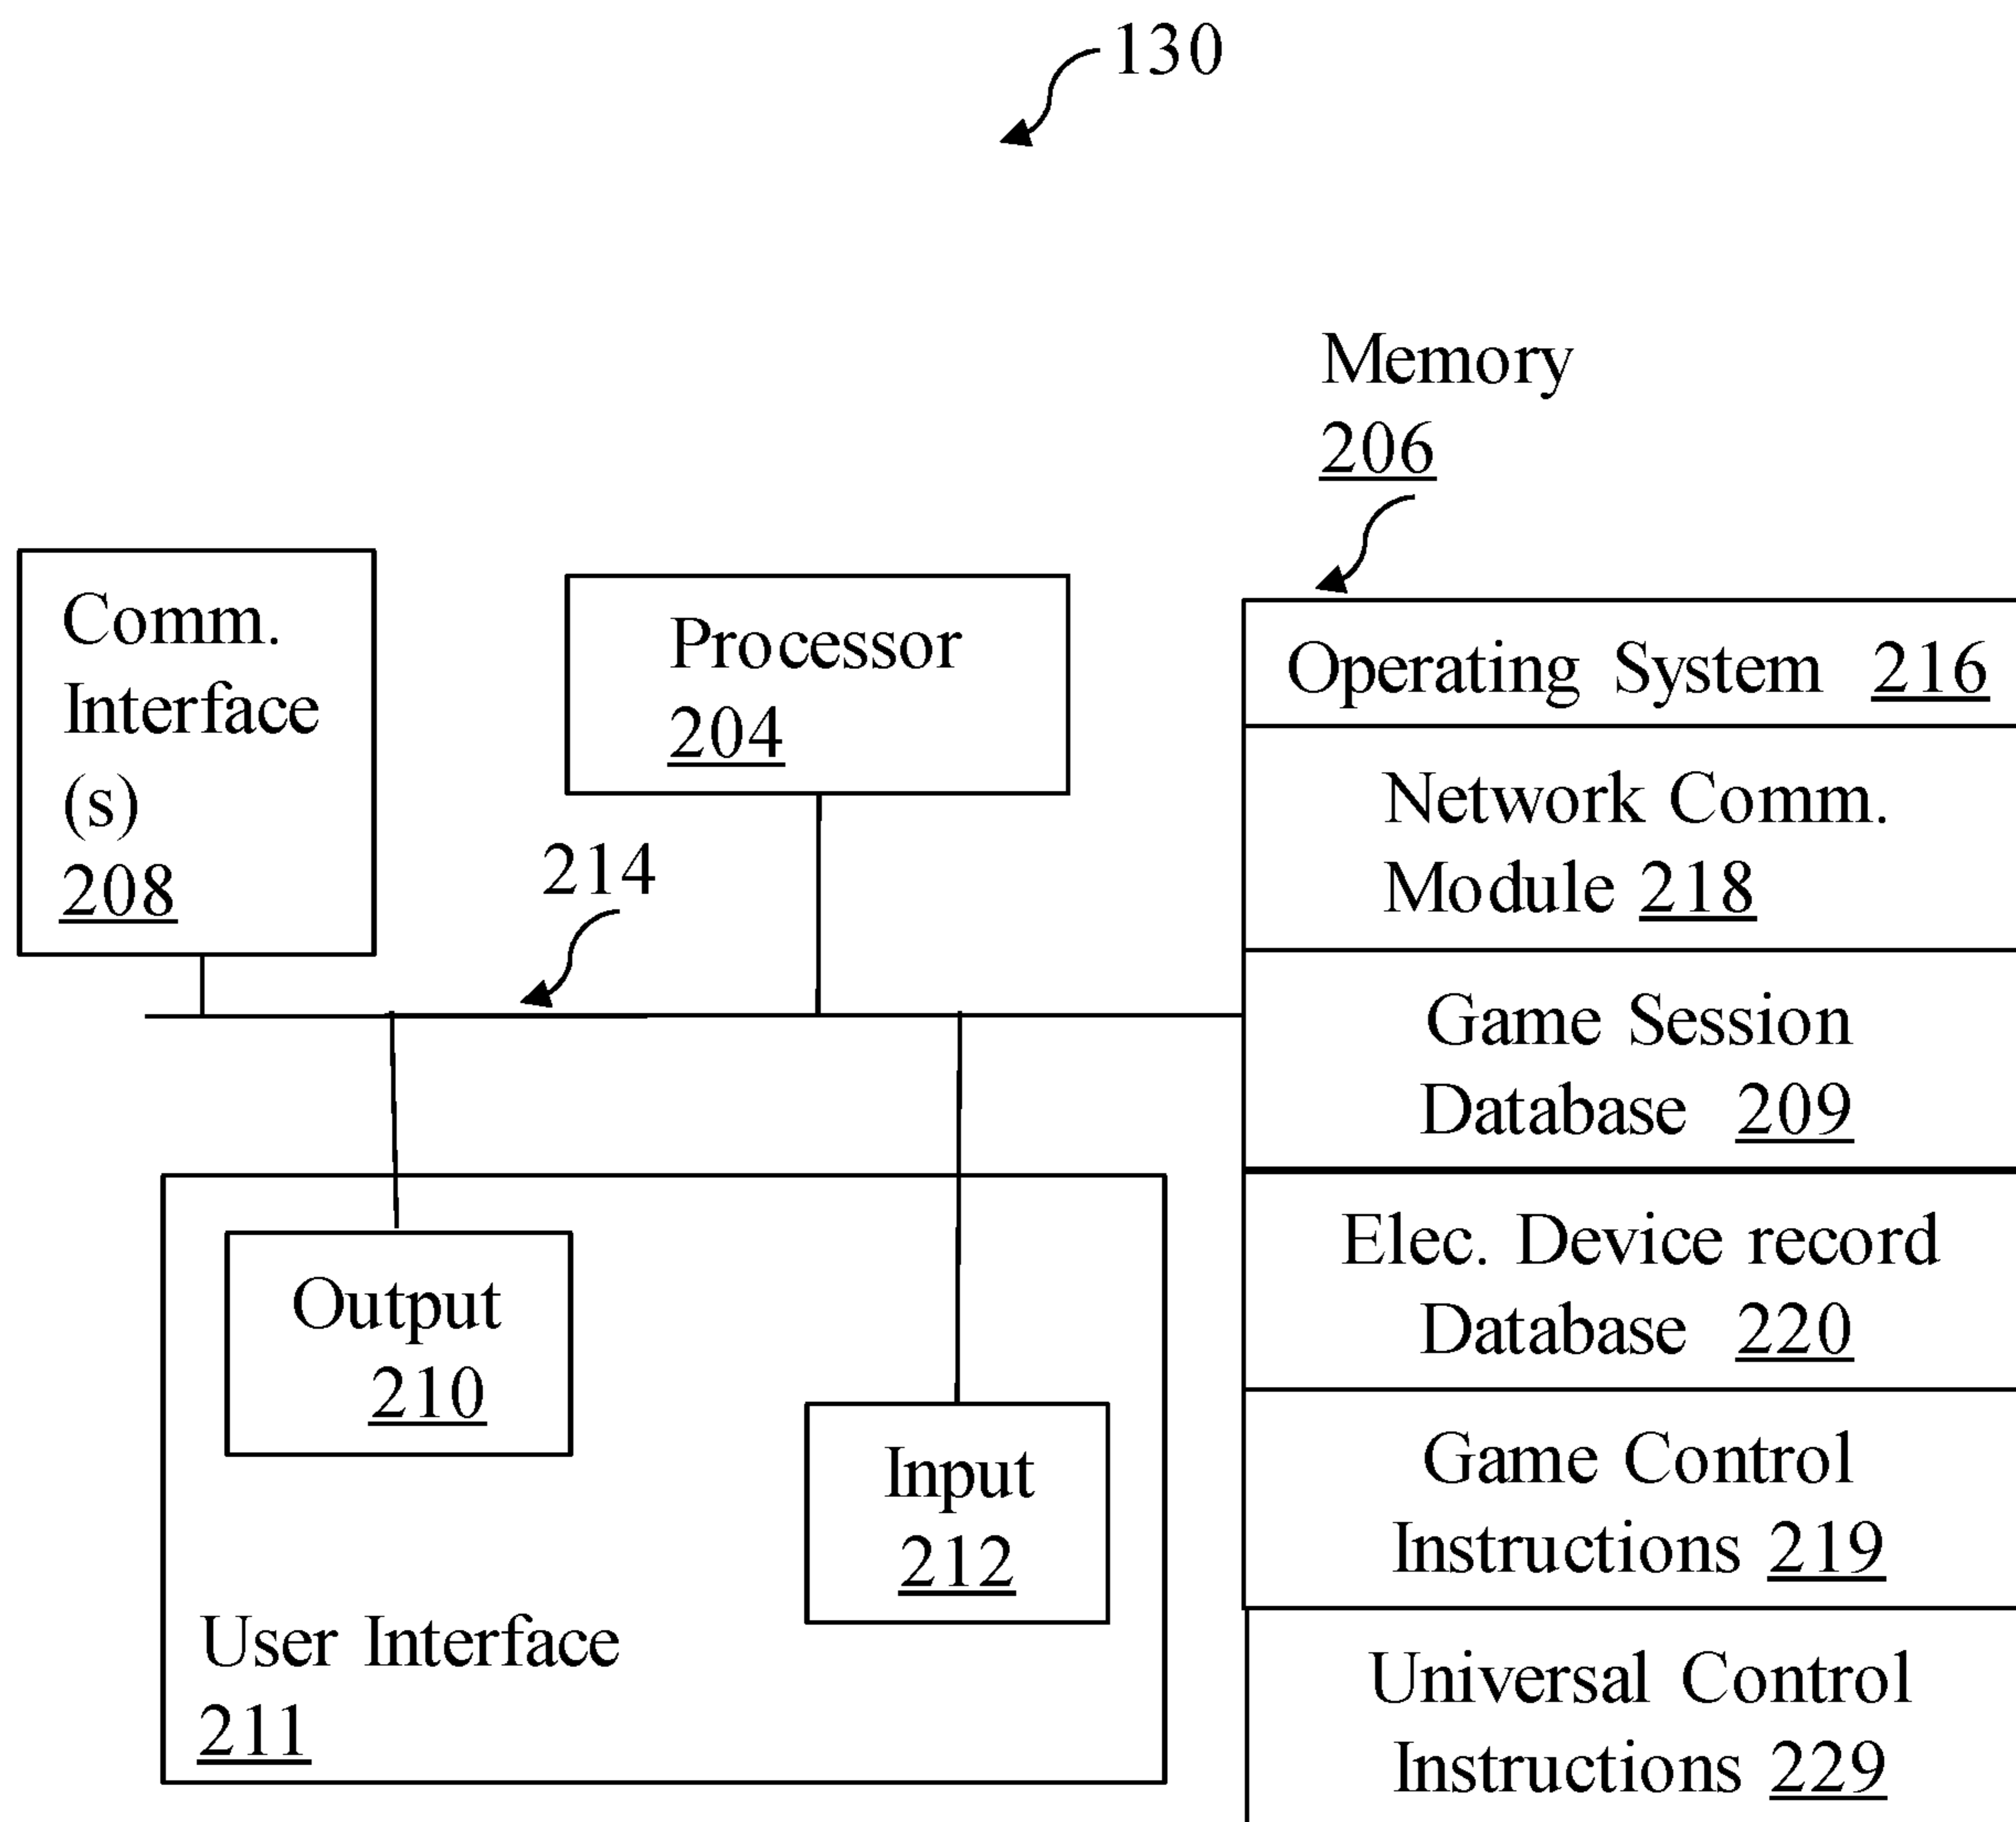 130
Memory
206
Comm.
Interface
(s)
208
Processor
204
214
Operating System 216
Network Comm.
Module 218
Game Session
Database 209
Elec. Device record
Database 220
Game Control
Instructions 219
Universal Control
Instructions 229
Output
210
Input
212
User Interface
211